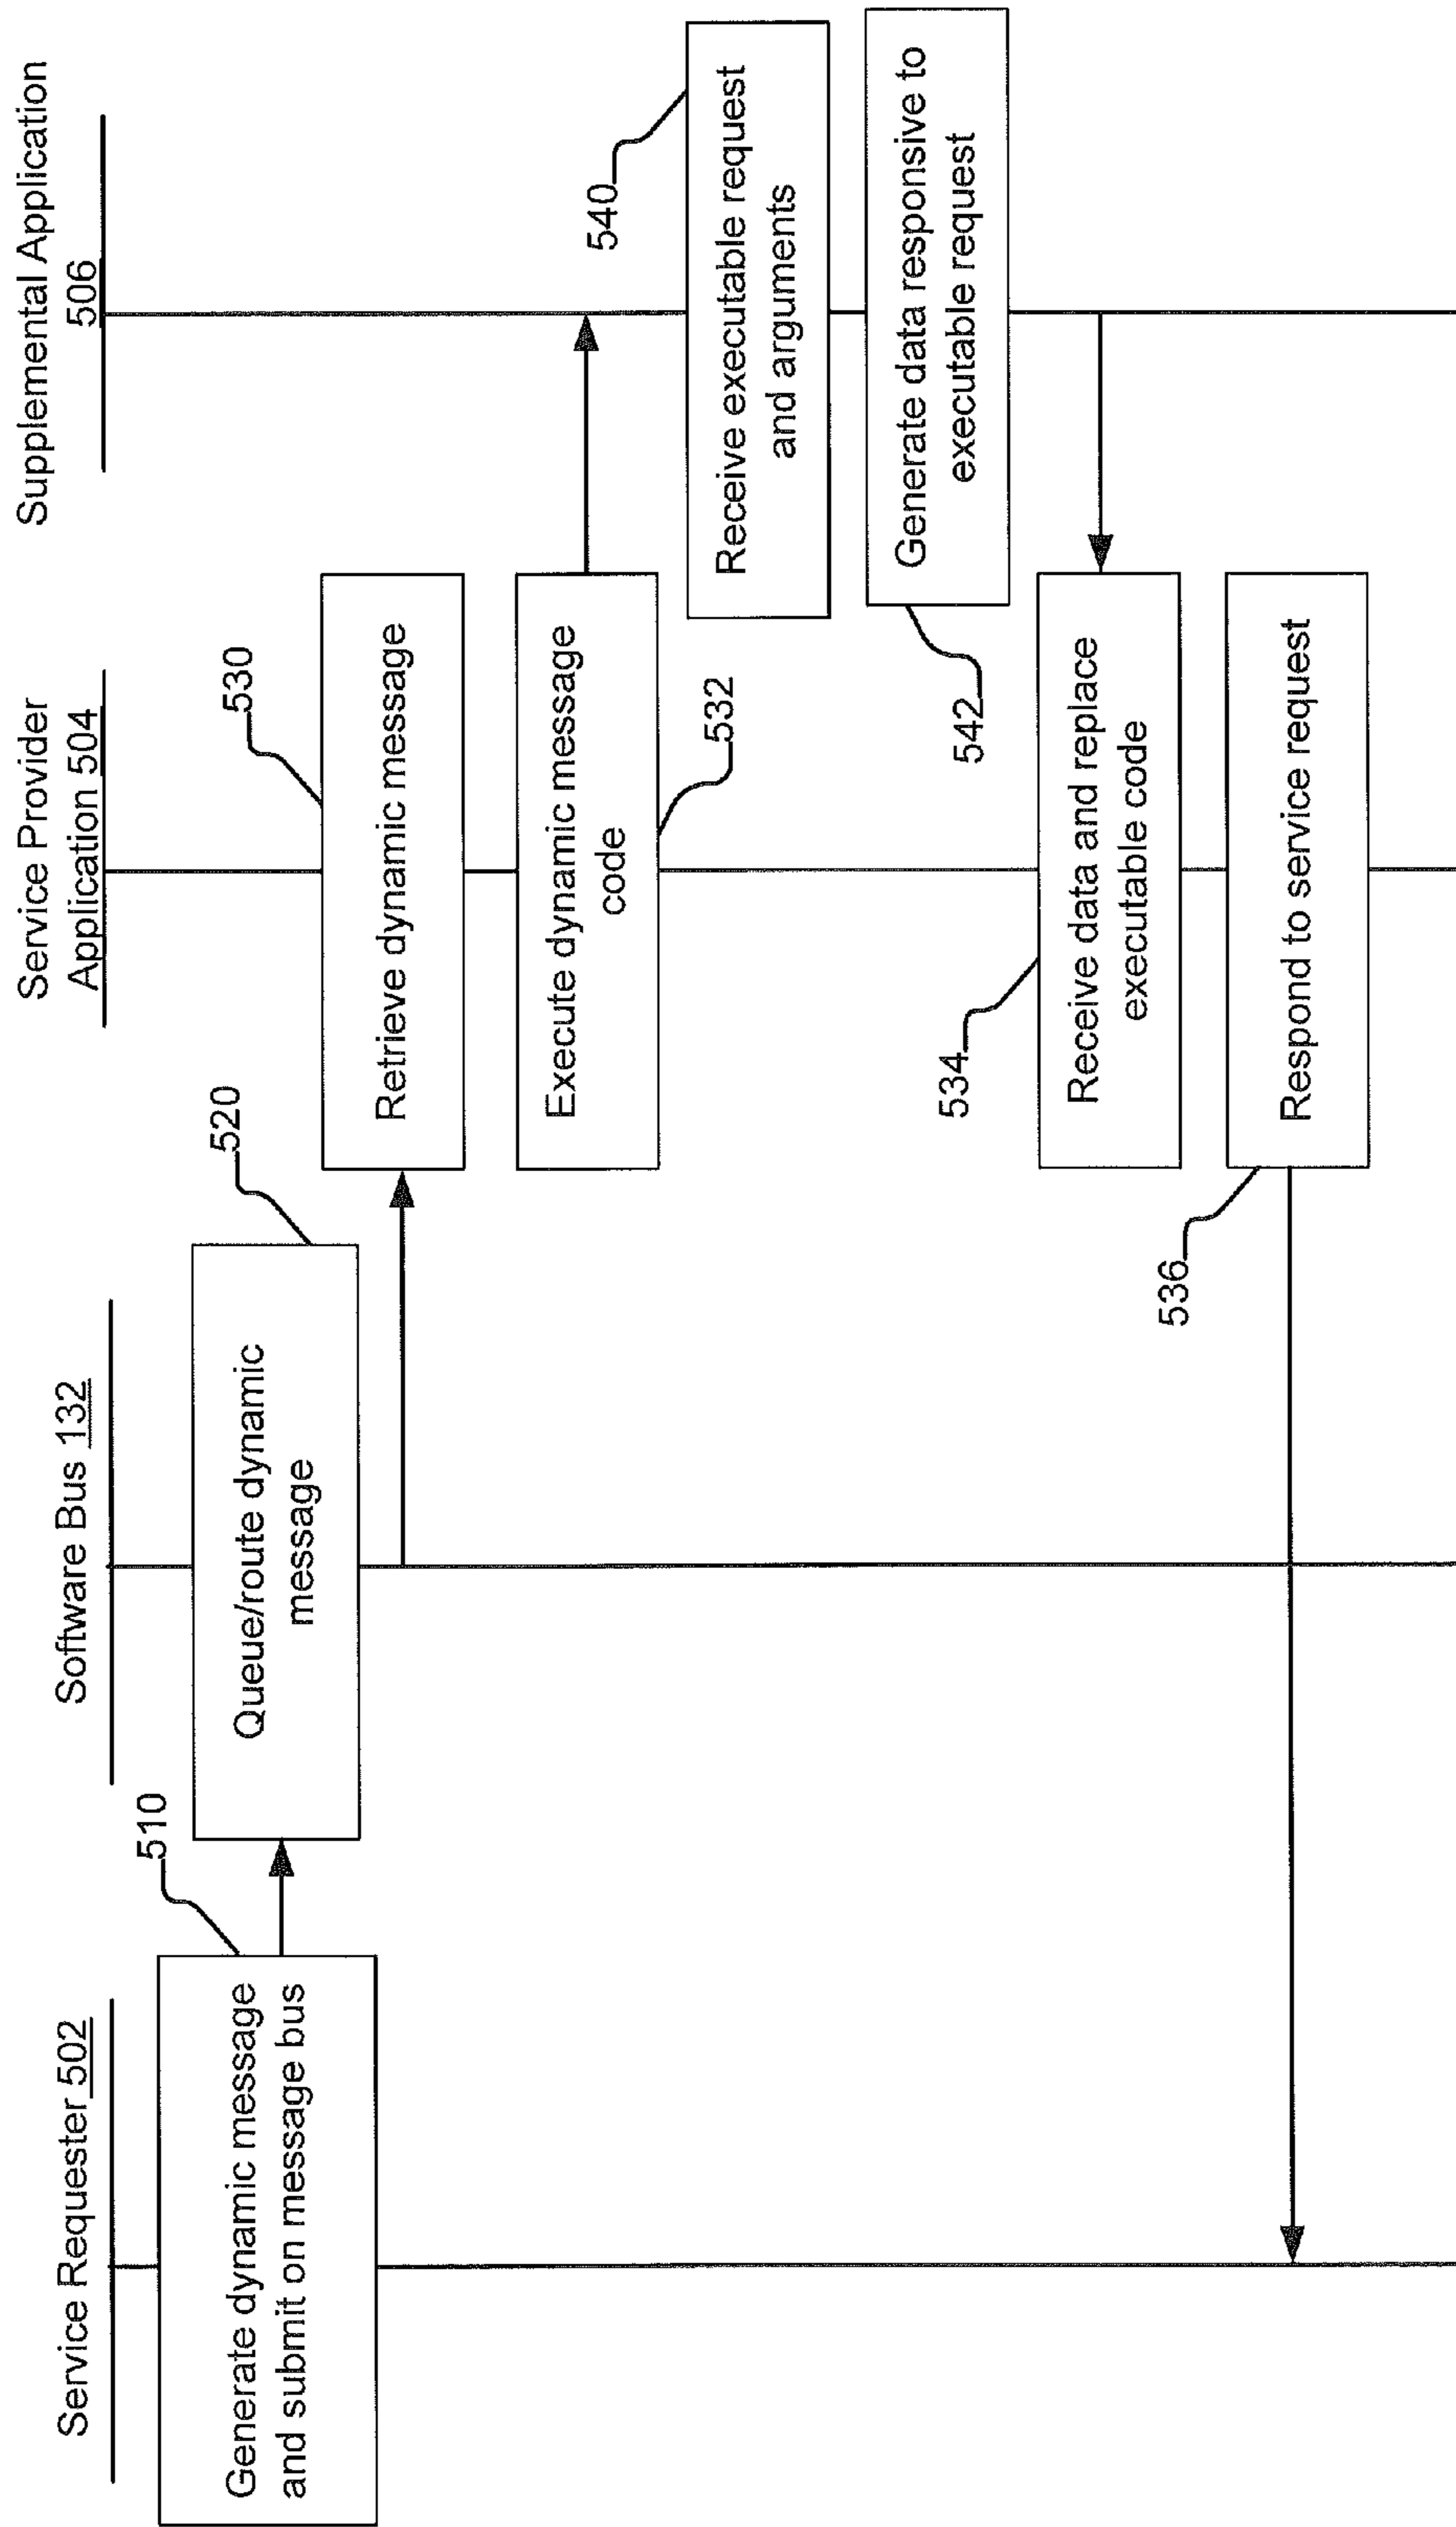 Service Requester 502
Software Bus 132
Service Provider
Application 504
Supplemental Application
506
510
Generate dynamic message
and submit on message bus
520
Queue/route dynamic
message
530
Retrieve dynamic message
Execute dynamic message
code
532
540
Receive executable request
and arguments
Generate data responsive to
executable request
542
534
Receive data and replace
executable code
536
Respond to service request